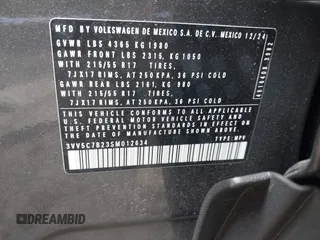 MFD BY VOLKSWAGEN DE MEXICO S.A. DE C.V. MEXICO 12/24
GVWR LBS 4365 KG 1980
GAWR FRONT LBS 2315, KG 1050
215/55 R17 TIRES,
7JX17 RIMS, AT 250 KPA, 36 PSI COLD
GAWR REAR LBS 2161, KG 980
215/55 R17 TIRES,
7JX17 RIMS, AT 250 KPA, 36 PSI COLD
THIS VEHICLE CONFORMS TO ALL APPLICABLE
FEDERAL MOTOR VEHICLE SAFETY, BUMPER, AND
THEFT PREVENTION STANDARDS IN EFFECT ON THE
DATE OF MANUFACTURE SHOWN ABOVE.
3VV5C7B23SM012634
TYPE: MPV
DREAMBID